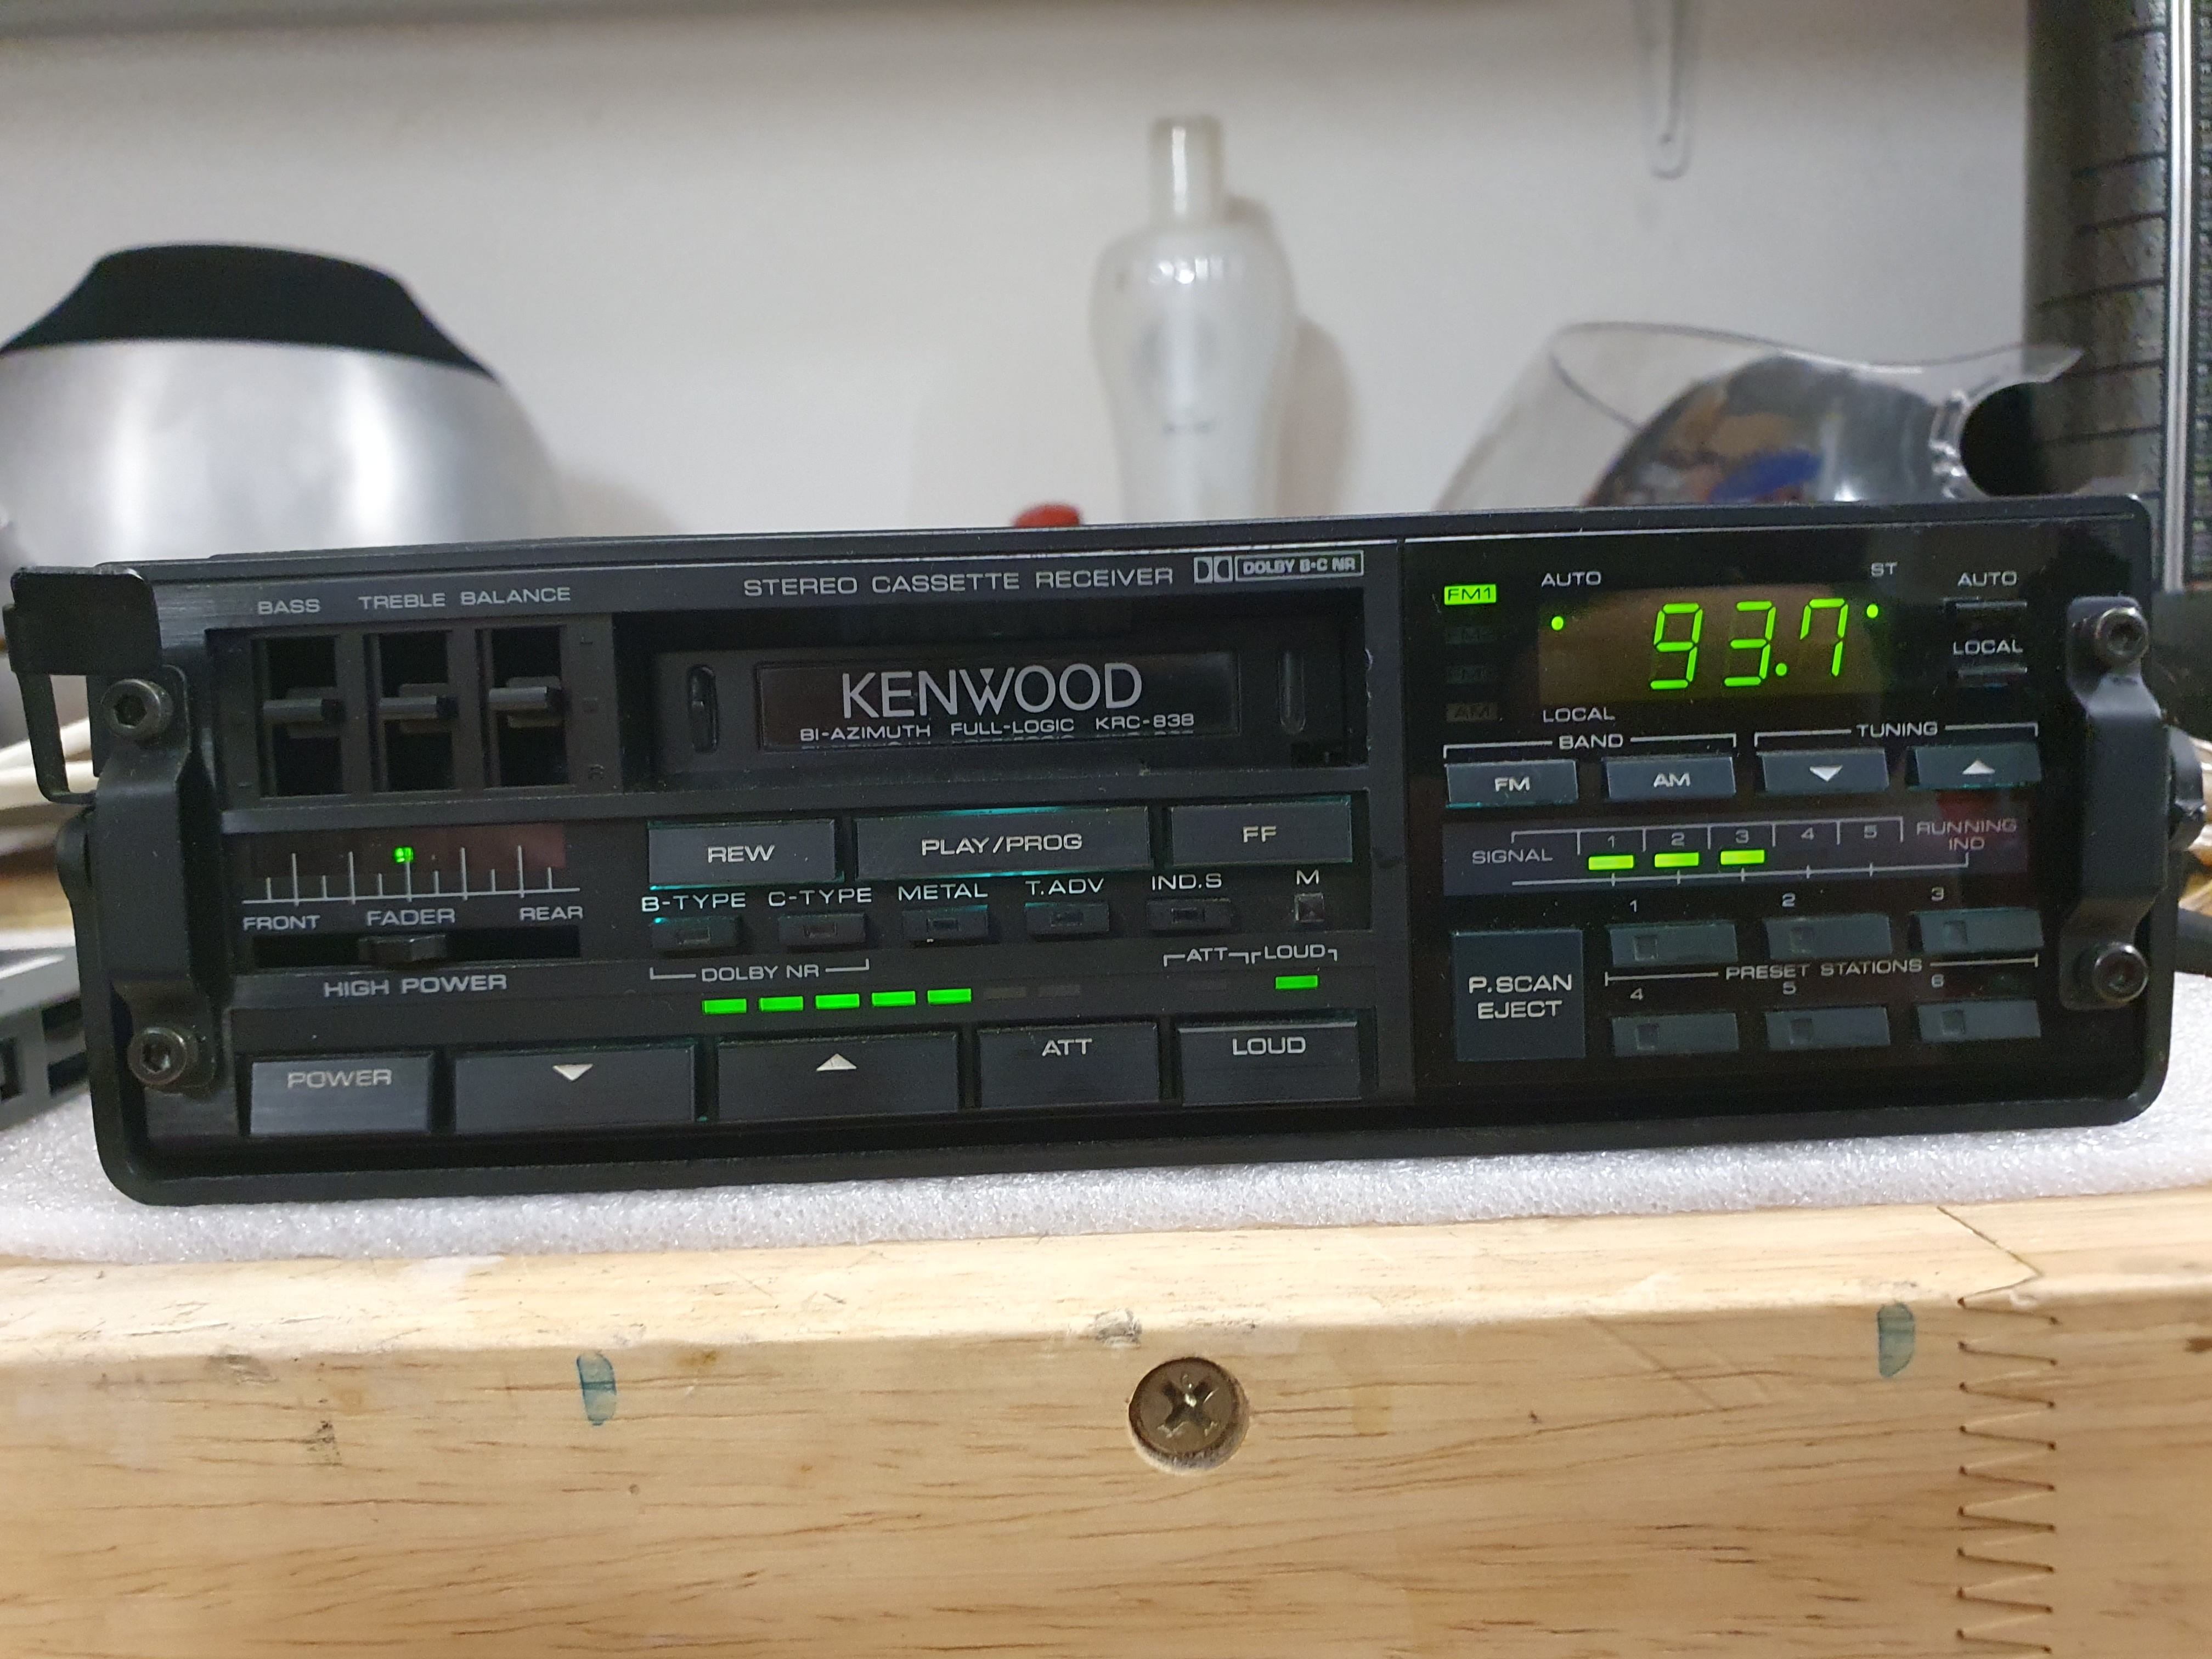 STEREO CASSETTE RECEIVER DOLBY B·C NR
BASS TREBLE BALANCE
L
R
KENWOOD
BI-AZIMUTH FULL-LOGIC KRC-838
FM1
AM
AUTO
ST
93.7
LOCAL
AUTO
LOCAL
BAND
TUNING
FM
AM
SIGNAL
1 2 3 4 5
RUNNING
IND
FRONT FADER REAR
HIGH POWER
REW
PLAY/PROG
FF
B-TYPE C-TYPE METAL T.ADV IND.S M
DOLBY NR
ATT LOUD
POWER
ATT
LOUD
P.SCAN
EJECT
1 2 3
PRESET STATIONS
4 5 6